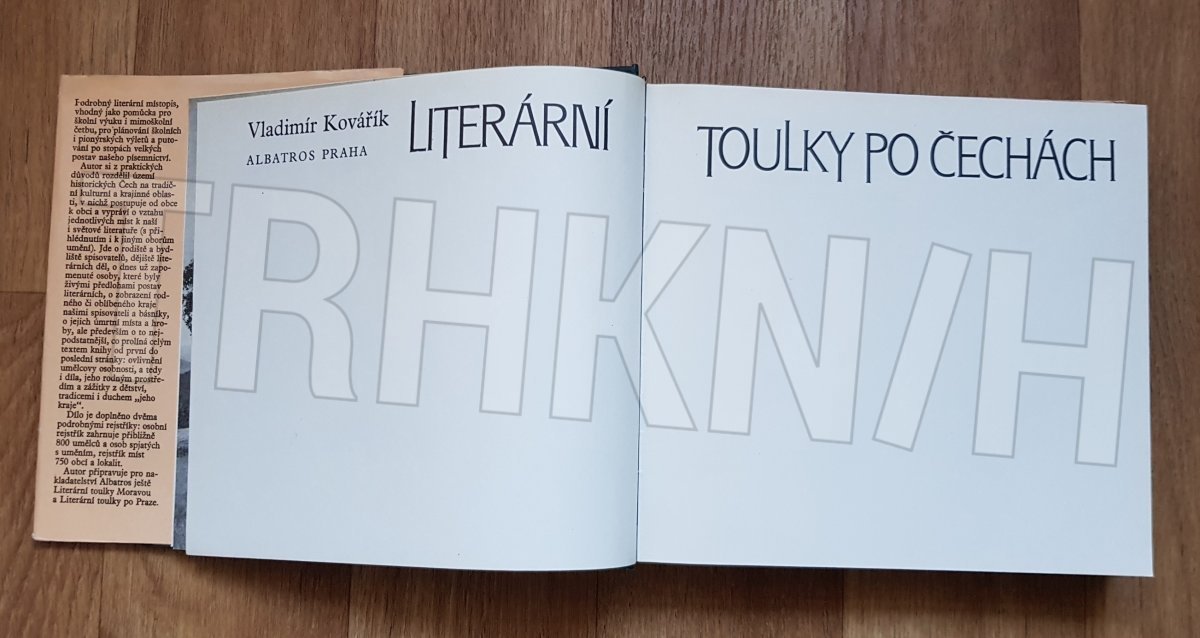 Podrobný literární místopis,
vhodný jako pomůcka pro
školní výuku i mimoškolní
četbu, pro plánování školních
i pionýrských výletů a puto-
vání po stopách velkých
postav našeho písemnictví.
Autor si z praktických
důvodů rozdělil území
historických Čech na tradič-
ní kulturní a krajinné oblas-
ti, v nichž postupuje od obce
k obci a vypráví o vztahu
jednotlivých míst k naší
i světové literatuře (s při-
hlédnutím i k jiným oborům
umění). Jde o rodiště a byd-
liště spisovatelů, dějiště lite-
rárních děl, o dnes už zapo-
menuté osoby, které byly
živými předlohami postav
literárních, o zobrazení rod-
ného či oblíbeného kraje
našimi spisovateli a básníky,
o jejich úmrtní místa a hro-
by, ale především o to nej-
podstatnější, co prolíná celým
textem knihy od první do
poslední stránky: ovlivnění
umělcovy osobnosti, a tedy
i díla, jeho rodným prostře-
dím a zážitky z dětství,
tradicemi i duchem „jeho
kraje“.
Dílo je doplněno dvěma
podrobnými rejstříky: osobní
rejstřík zahrnuje přibližně
800 umělců a osob spjatých
s uměním, rejstřík míst
750 obcí a lokalit.
Autor připravuje pro na-
kladatelství Albatros ještě
Literární toulky Moravou
a Literární toulky po Praze.
Vladimír Kovářík
ALBATROS PRAHA
LITERÁRNÍ
TOULKY PO ČECHÁCH
TRHKNIH